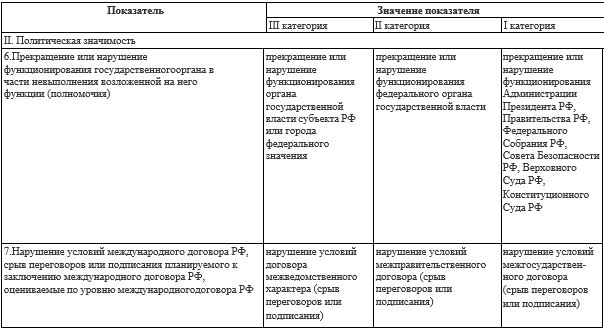 Показатель
Значение показателя
III категория
II категория
I категория
II. Политическая значимость
6.Прекращение или нарушение
функционирования государственногооргана в
части невыполнения возложенной на него
функции (полномочия)
прекращение или
нарушение
функционирования
органа
государственной
власти субъекта РФ
или города
федерального
значения
прекращение или
нарушение
функционирования
федерального органа
государственной власти
прекращение или
нарушение
функционирования
Администрации
Президента РФ,
Правительства РФ,
Федерального
Собрания РФ,
Совета Безопасности
РФ, Верховного
Суда РФ,
Конституционного
Суда РФ
7.Нарушение условий международного договора РФ,
срыв переговоров или подписания планируемого к
заключению международного договора РФ,
оцениваемые по уровню международногодоговора РФ
нарушение условий
договора
межведомственного
характера (срыв
переговоров или
подписания)
нарушение условий
межправительственного
договора (срыв
переговоров или
подписания)
нарушение условий
межгосударствен-
ного договора
(срыв переговоров
или подписания)